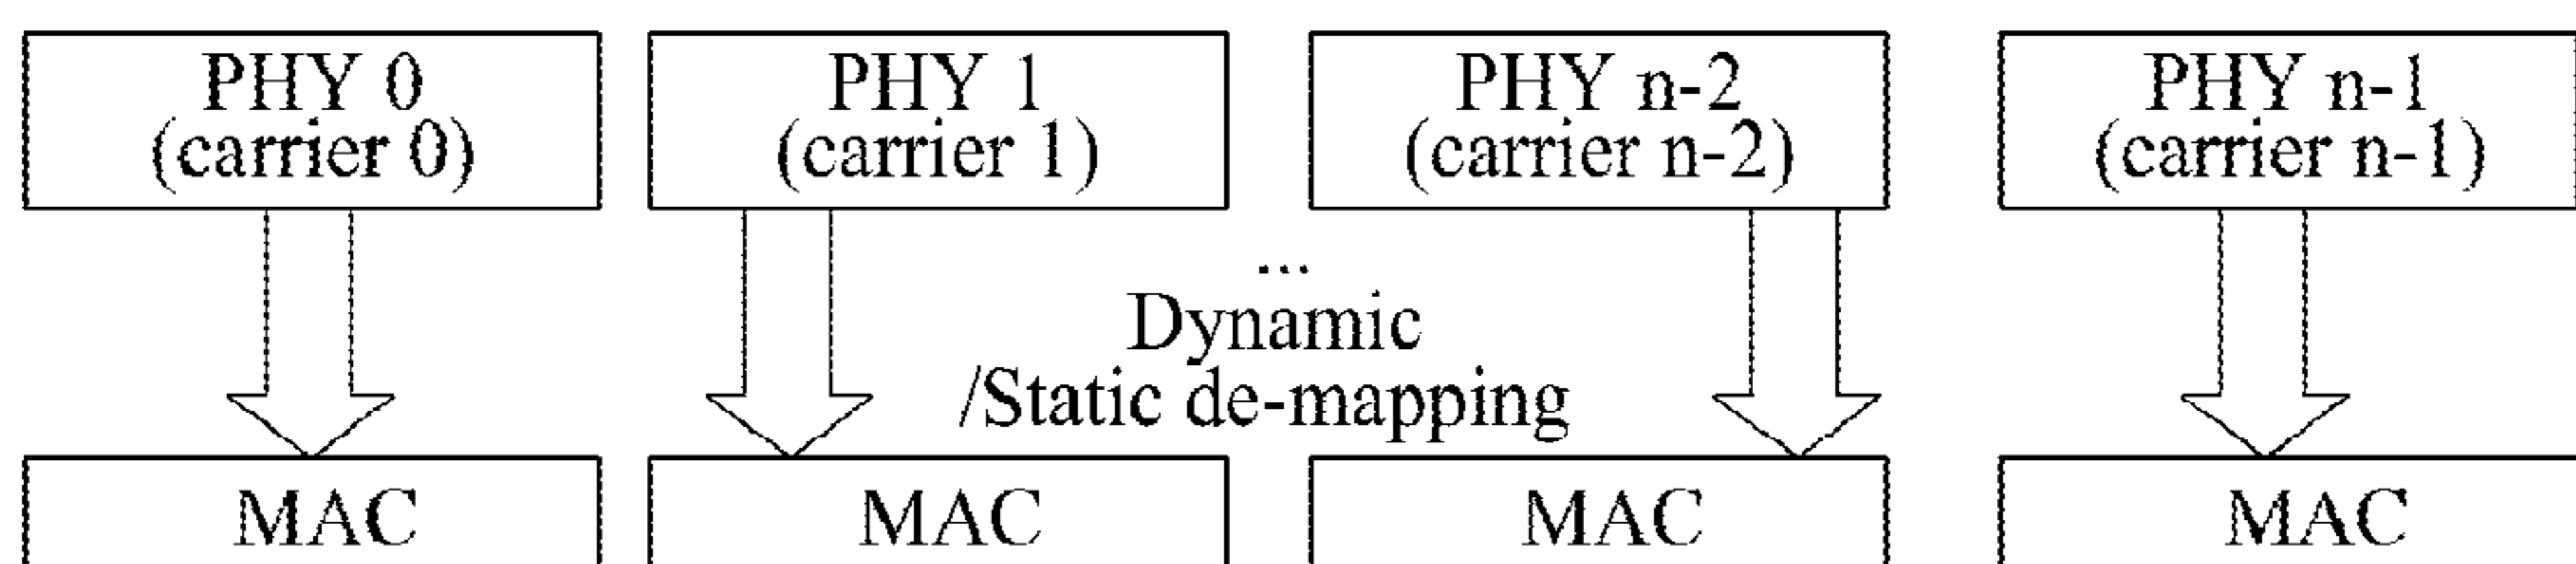 PHY 0
(carrier 0)
PHY 1
(carrier 1)
PHY n-2
(carrier n-2)
PHY n-1
(carrier n-1)
...
Dynamic
/Static de-mapping
MAC
MAC
MAC
MAC